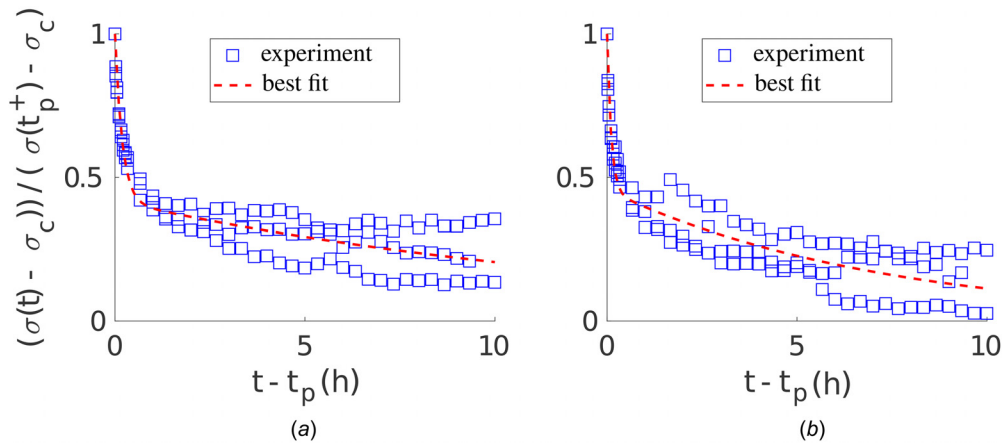 (σ(t) - σ_c)) / ( σ(t_p^+) - σ_c)
1
0.5
0
0
5
10
experiment
best fit
t - t_p (h)
(a)
1
0.5
0
0
5
10
experiment
best fit
t - t_p (h)
(b)